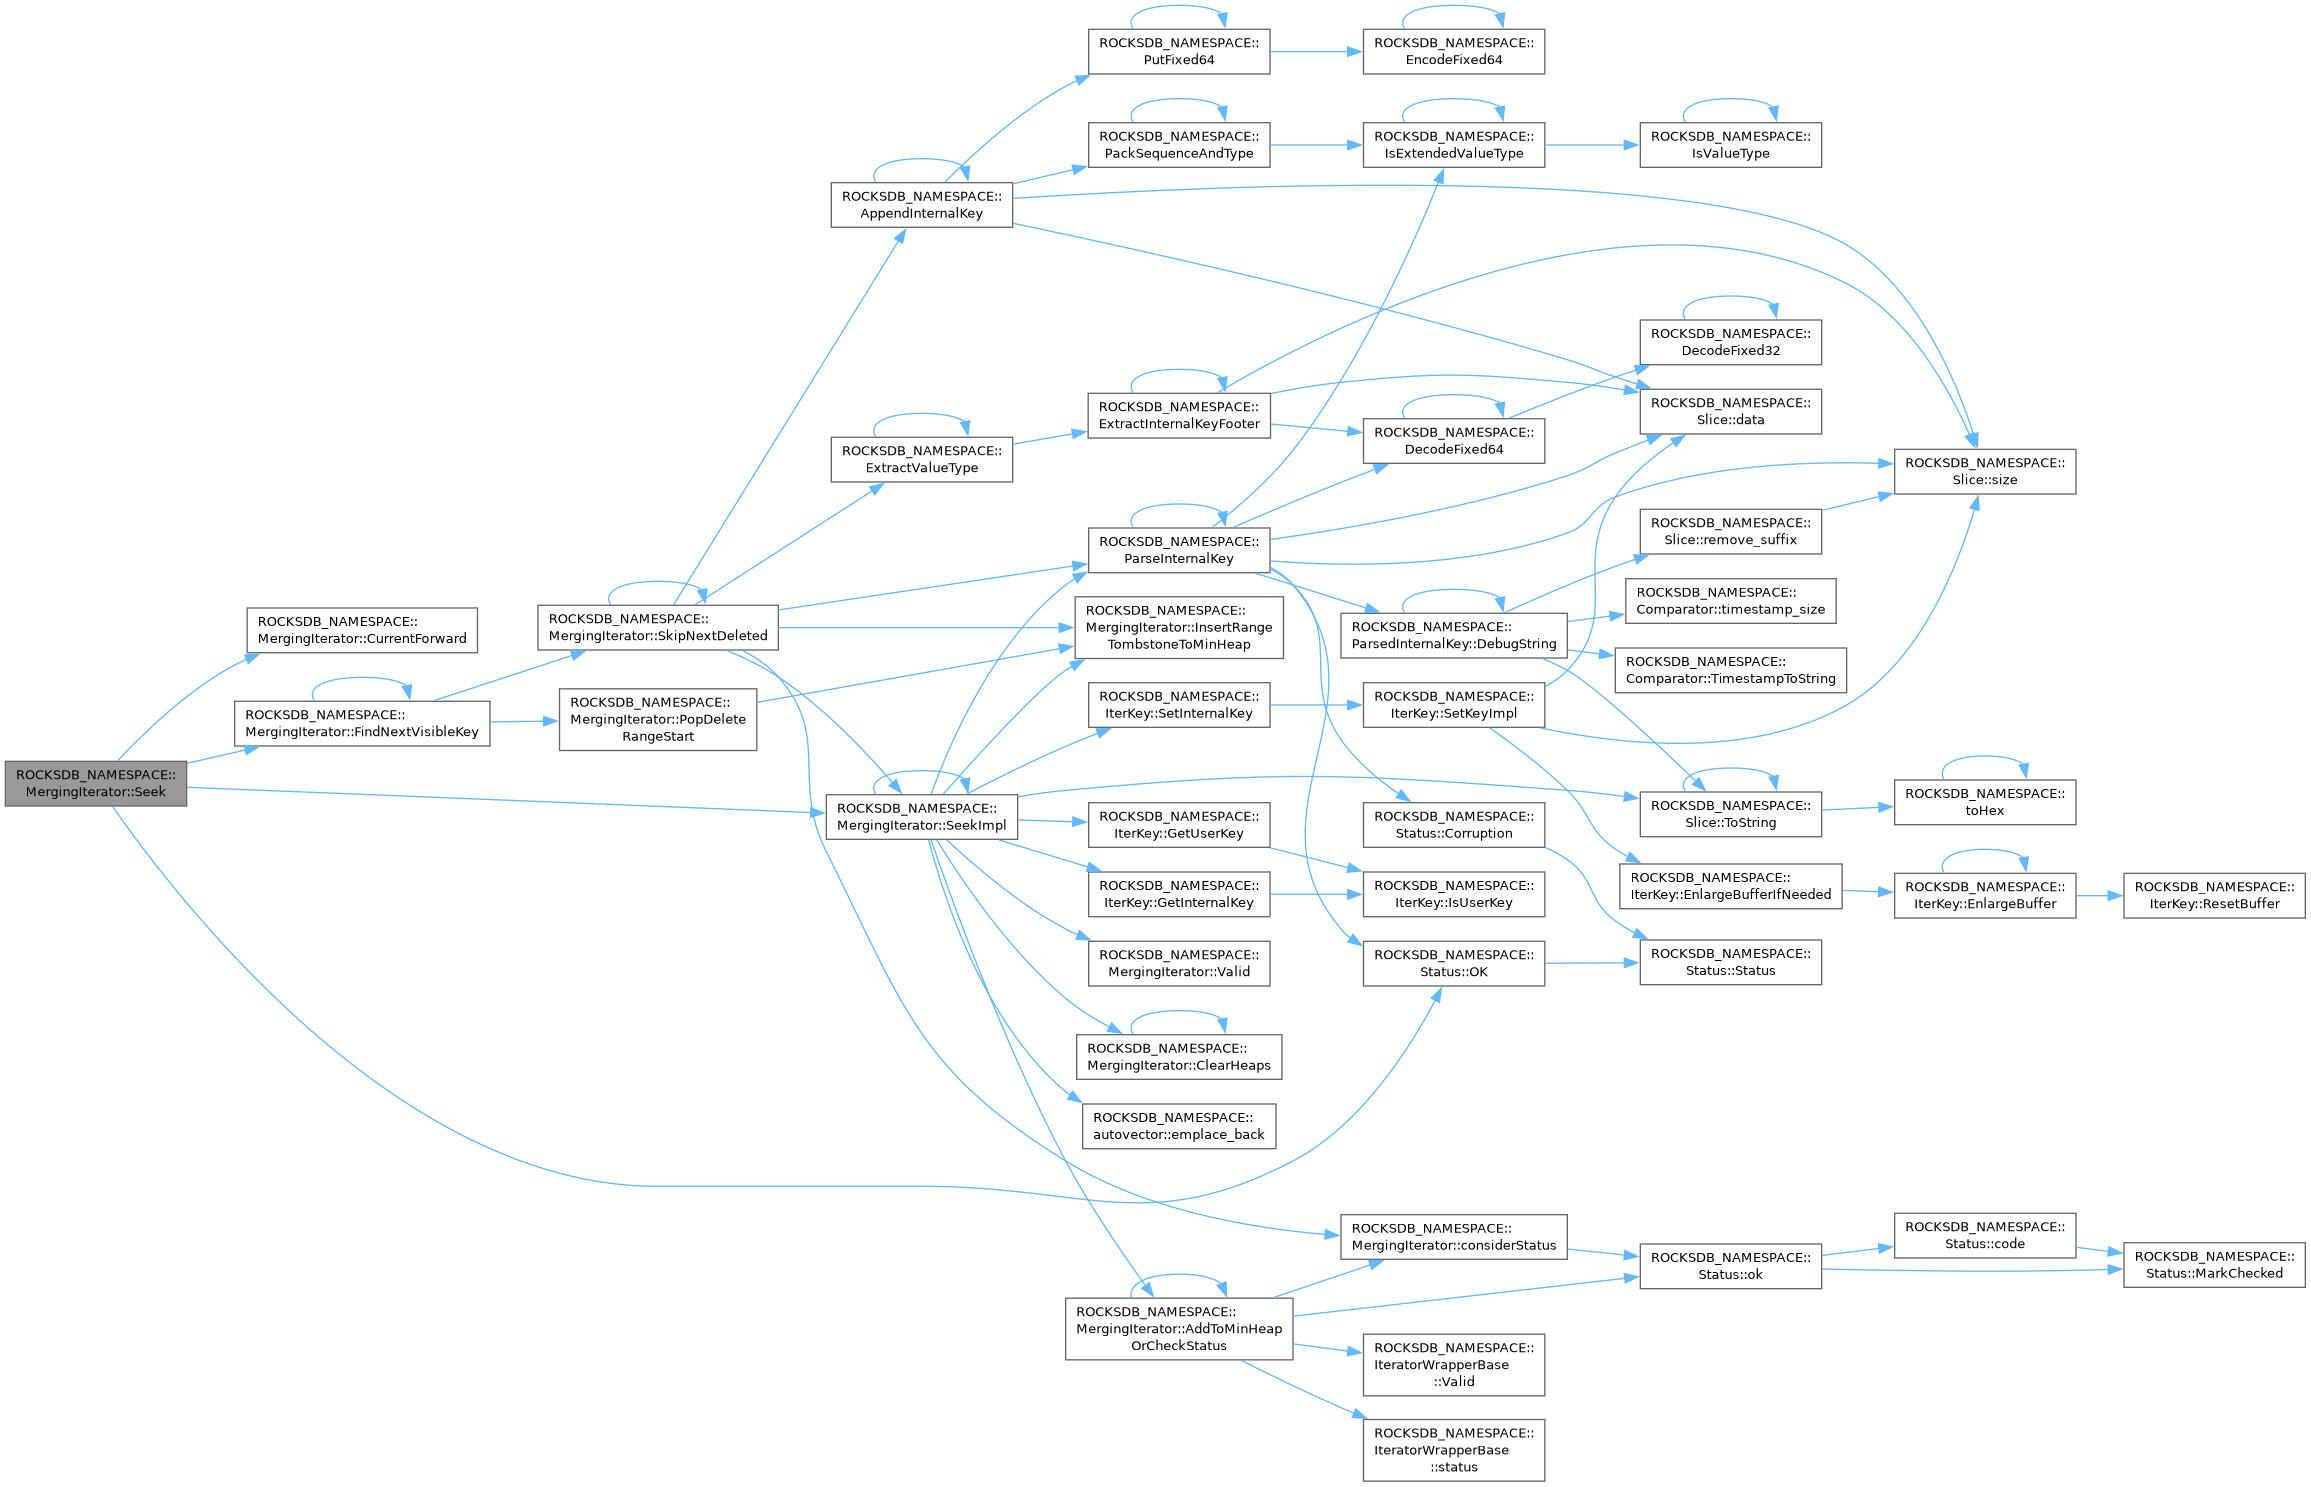 ROCKSDB_NAMESPACE::
MergingIterator::Seek
ROCKSDB_NAMESPACE::
MergingIterator::CurrentForward
ROCKSDB_NAMESPACE::
MergingIterator::FindNextVisibleKey
ROCKSDB_NAMESPACE::
MergingIterator::SkipNextDeleted
ROCKSDB_NAMESPACE::
MergingIterator::PopDelete
RangeStart
ROCKSDB_NAMESPACE::
AppendInternalKey
ROCKSDB_NAMESPACE::
ExtractValueType
ROCKSDB_NAMESPACE::
MergingIterator::SeekImpl
ROCKSDB_NAMESPACE::
PutFixed64
ROCKSDB_NAMESPACE::
PackSequenceAndType
ROCKSDB_NAMESPACE::
ExtractInternalKeyFooter
ROCKSDB_NAMESPACE::
ParseInternalKey
ROCKSDB_NAMESPACE::
MergingIterator::InsertRange
TombstoneToMinHeap
ROCKSDB_NAMESPACE::
IterKey::SetInternalKey
ROCKSDB_NAMESPACE::
IterKey::GetUserKey
ROCKSDB_NAMESPACE::
IterKey::GetInternalKey
ROCKSDB_NAMESPACE::
MergingIterator::Valid
ROCKSDB_NAMESPACE::
MergingIterator::ClearHeaps
ROCKSDB_NAMESPACE::
autovector::emplace_back
ROCKSDB_NAMESPACE::
MergingIterator::AddToMinHeap
OrCheckStatus
ROCKSDB_NAMESPACE::
EncodeFixed64
ROCKSDB_NAMESPACE::
IsExtendedValueType
ROCKSDB_NAMESPACE::
DecodeFixed64
ROCKSDB_NAMESPACE::
ParsedInternalKey::DebugString
ROCKSDB_NAMESPACE::
IterKey::SetKeyImpl
ROCKSDB_NAMESPACE::
Status::Corruption
ROCKSDB_NAMESPACE::
IterKey::IsUserKey
ROCKSDB_NAMESPACE::
Status::OK
ROCKSDB_NAMESPACE::
MergingIterator::considerStatus
ROCKSDB_NAMESPACE::
IteratorWrapperBase
::Valid
ROCKSDB_NAMESPACE::
IteratorWrapperBase
::status
ROCKSDB_NAMESPACE::
IsValueType
ROCKSDB_NAMESPACE::
DecodeFixed32
ROCKSDB_NAMESPACE::
Slice::data
ROCKSDB_NAMESPACE::
Slice::remove_suffix
ROCKSDB_NAMESPACE::
Comparator::timestamp_size
ROCKSDB_NAMESPACE::
Comparator::TimestampToString
ROCKSDB_NAMESPACE::
Slice::ToString
ROCKSDB_NAMESPACE::
IterKey::EnlargeBufferIfNeeded
ROCKSDB_NAMESPACE::
Status::Status
ROCKSDB_NAMESPACE::
Status::ok
ROCKSDB_NAMESPACE::
Slice::size
ROCKSDB_NAMESPACE::
toHex
ROCKSDB_NAMESPACE::
IterKey::EnlargeBuffer
ROCKSDB_NAMESPACE::
Status::code
ROCKSDB_NAMESPACE::
IterKey::ResetBuffer
ROCKSDB_NAMESPACE::
Status::MarkChecked